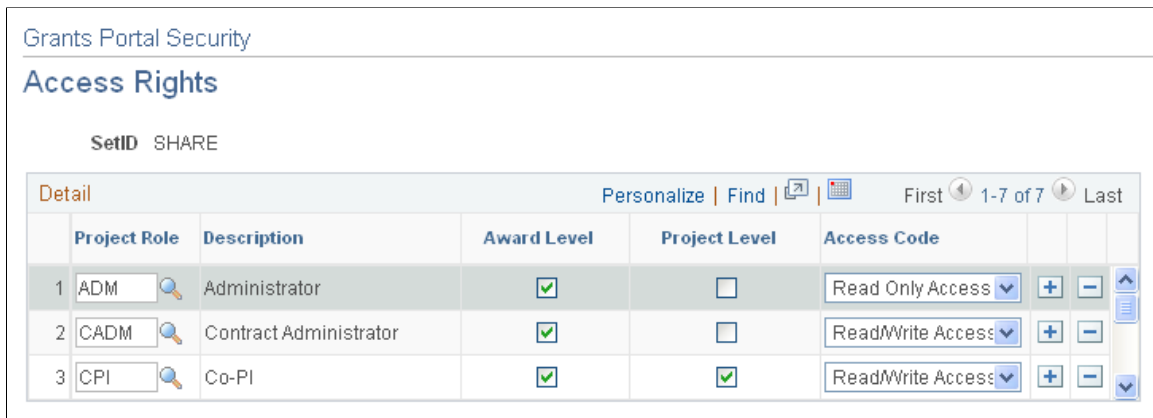 Grants Portal Security
Access Rights
SetID SHARE
Detail Personalize | Find | | First 1-7 of 7 Last
Project Role Description Award Level Project Level Access Code
1 ADM Administrator Read Only Access
2 CADM Contract Administrator Read/Write Access
3 CPI Co-PI Read/Write Access